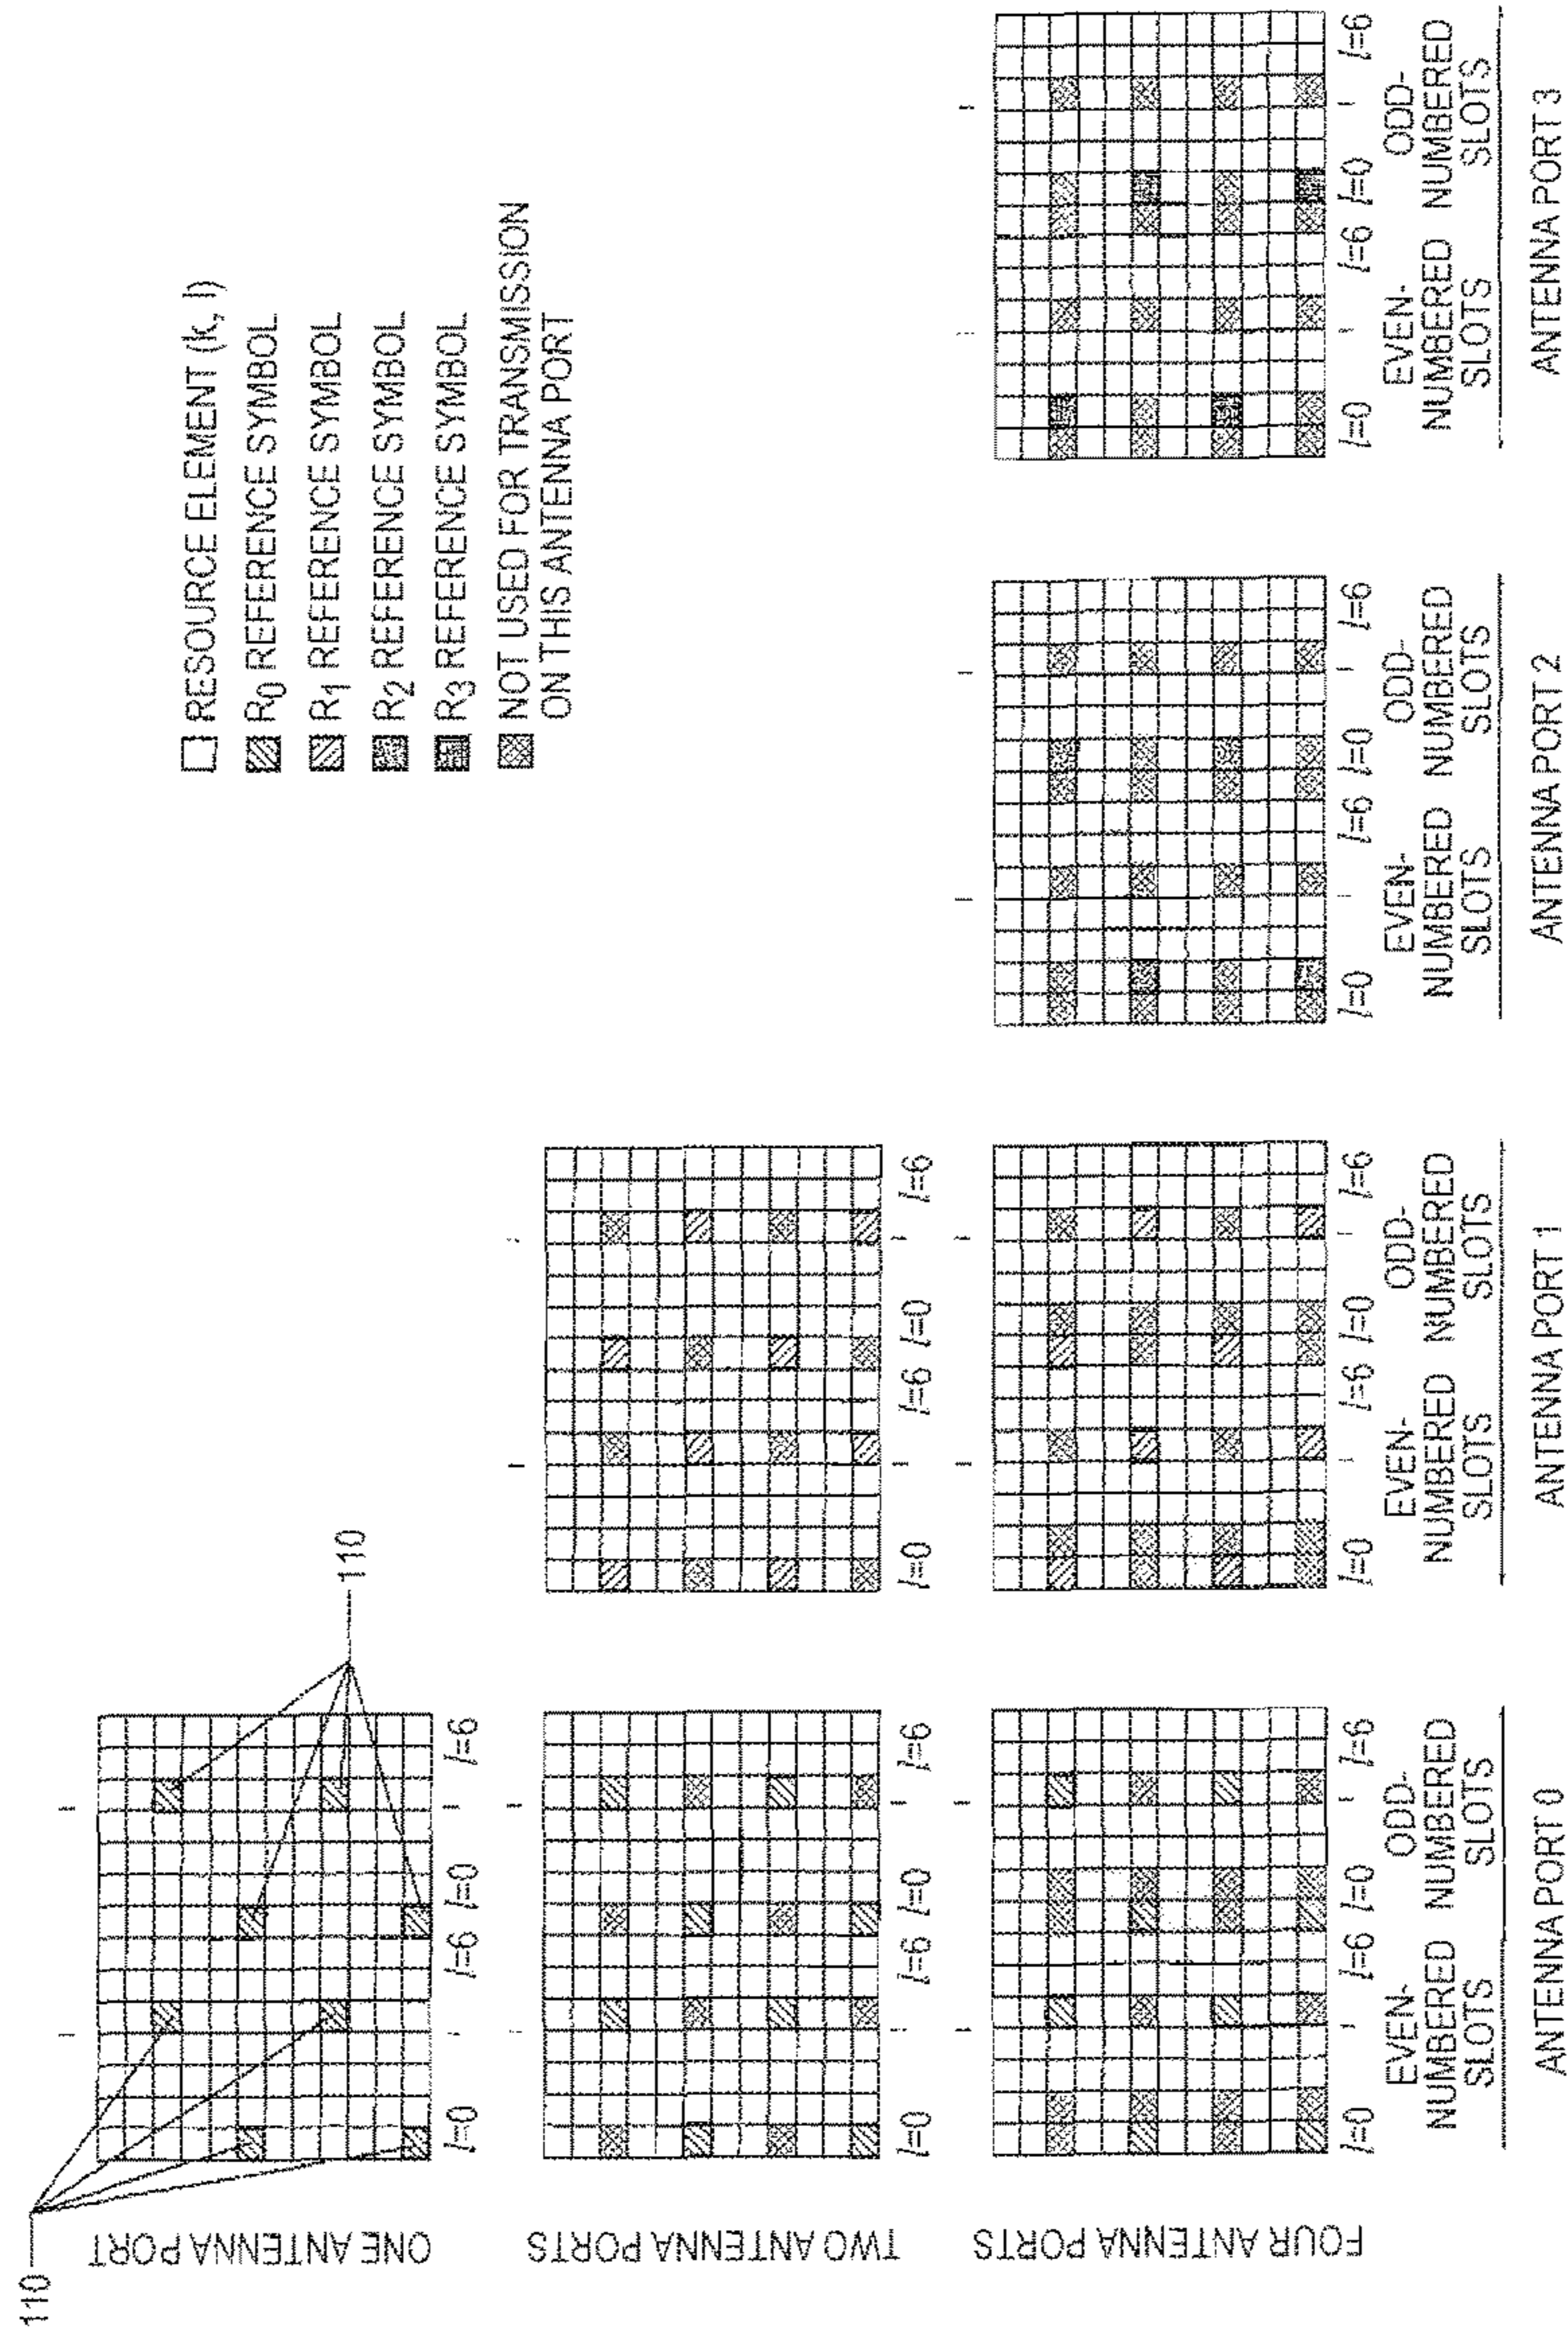 110
110
ONE ANTENNA PORT
l=0
l=6
l=0
l=6
RESOURCE ELEMENT (k, l)
R0 REFERENCE SYMBOL
R1 REFERENCE SYMBOL
R2 REFERENCE SYMBOL
R3 REFERENCE SYMBOL
NOT USED FOR TRANSMISSION
ON THIS ANTENNA PORT
TWO ANTENNA PORTS
l=0
l=6
l=0
l=6
l=0
l=6
l=0
l=6
FOUR ANTENNA PORTS
l=0
l=6
l=0
l=6
EVEN-
NUMBERED
SLOTS
ODD-
NUMBERED
SLOTS
ANTENNA PORT 0
l=0
l=6
l=0
l=6
EVEN-
NUMBERED
SLOTS
ODD-
NUMBERED
SLOTS
ANTENNA PORT 1
l=0
l=6
l=0
l=6
EVEN-
NUMBERED
SLOTS
ODD-
NUMBERED
SLOTS
ANTENNA PORT 2
l=0
l=6
l=0
l=6
EVEN-
NUMBERED
SLOTS
ODD-
NUMBERED
SLOTS
ANTENNA PORT 3